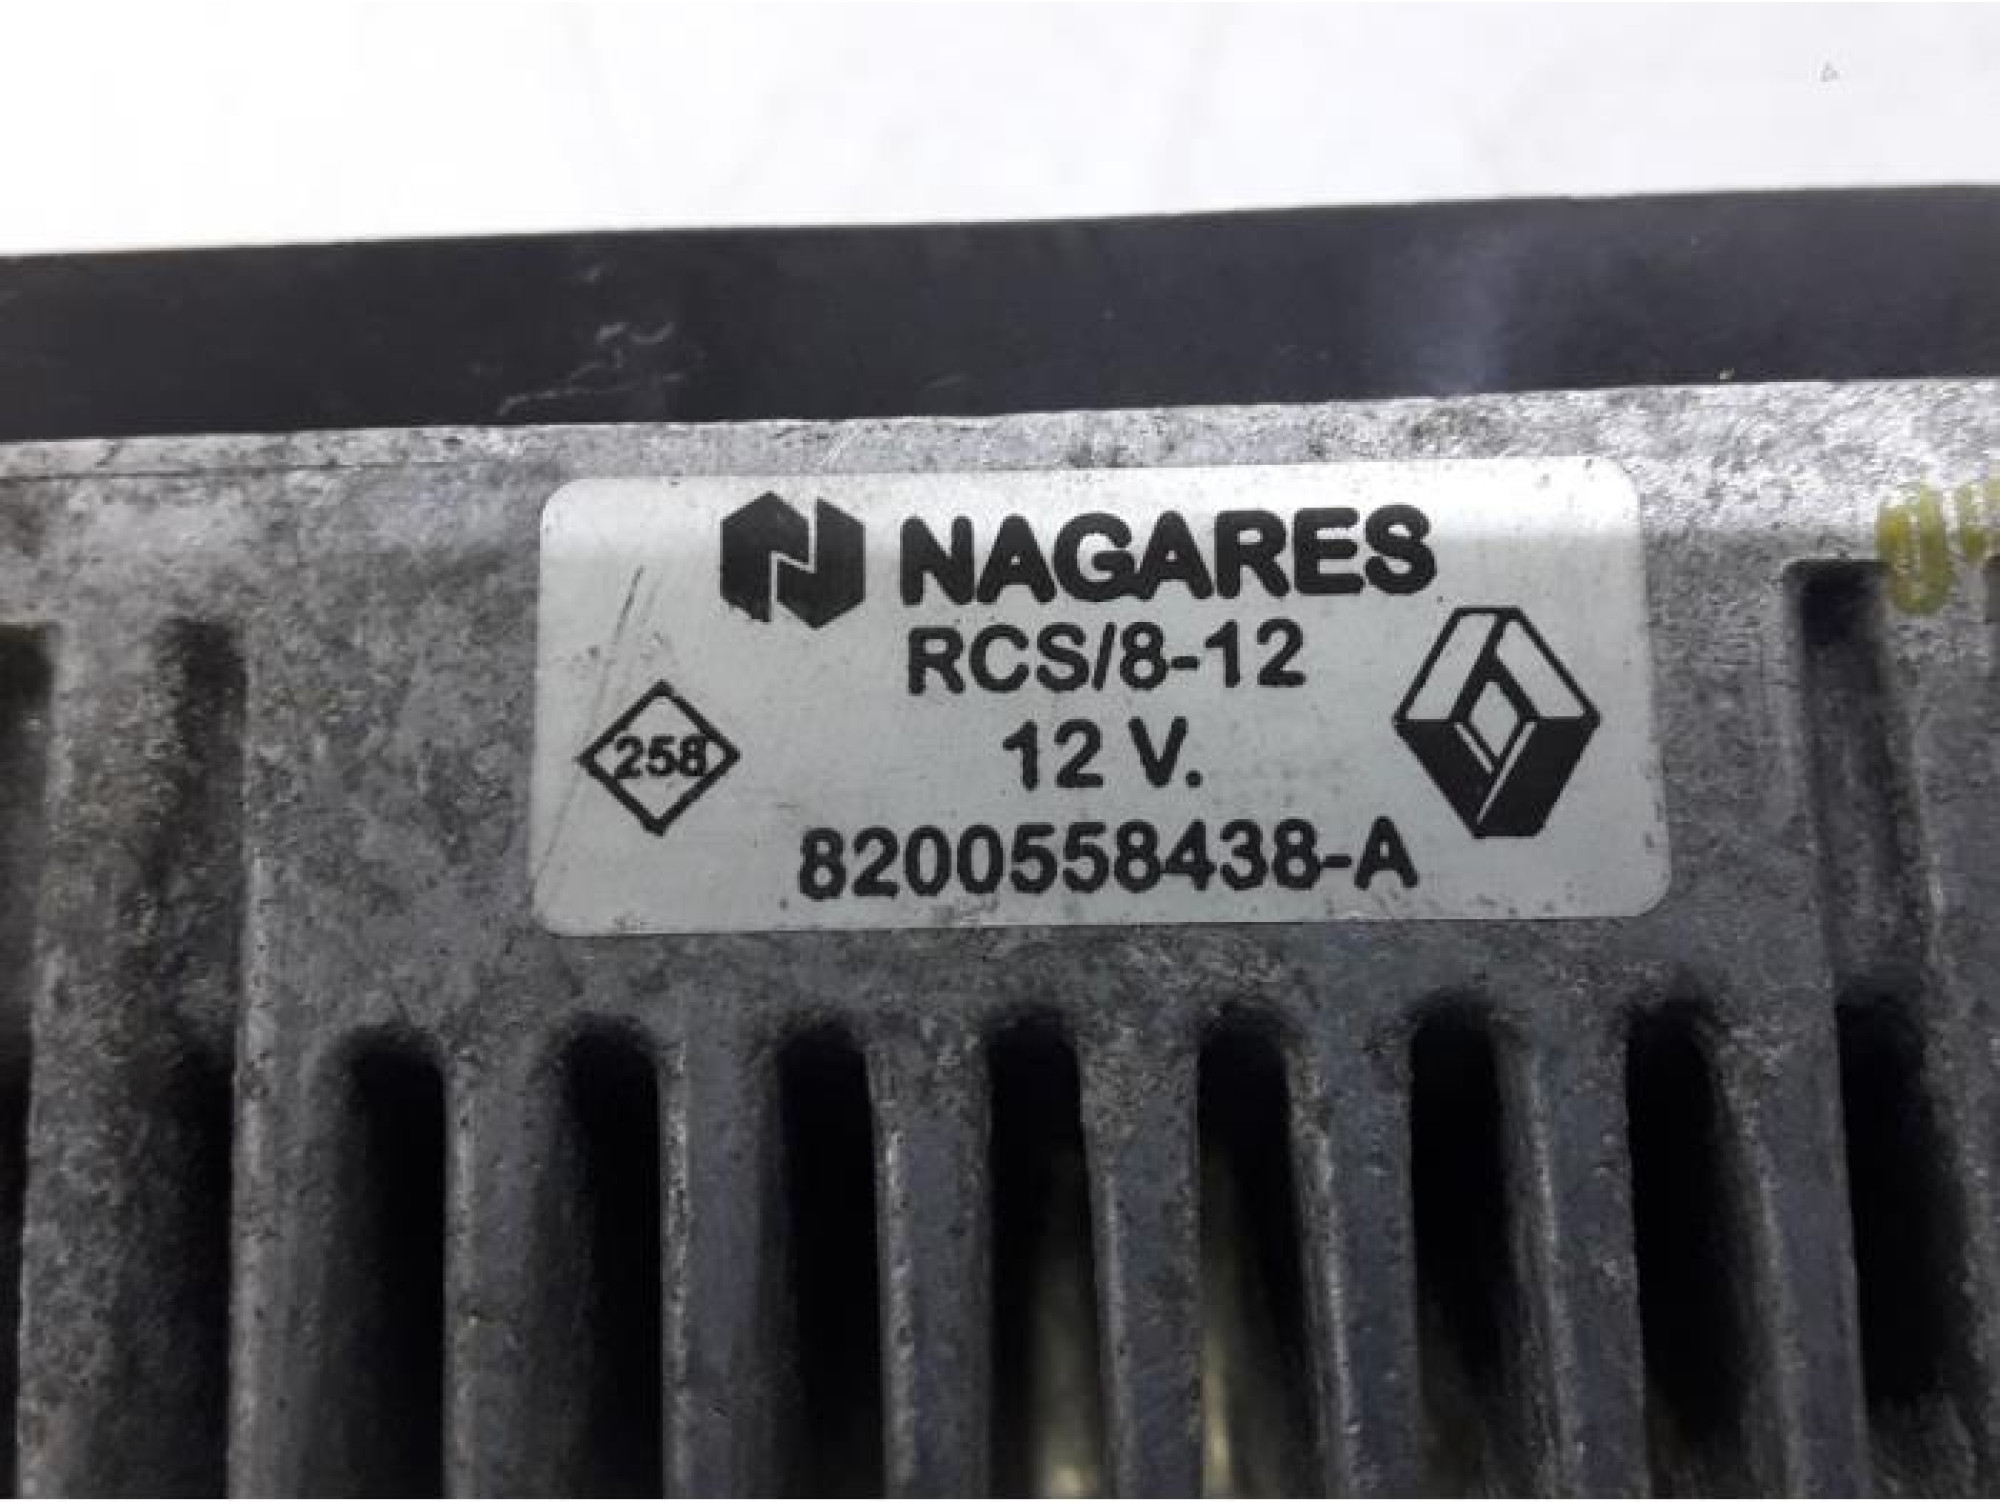 NAGARES
RCS/8-12
258
12 V.
8200558438-A